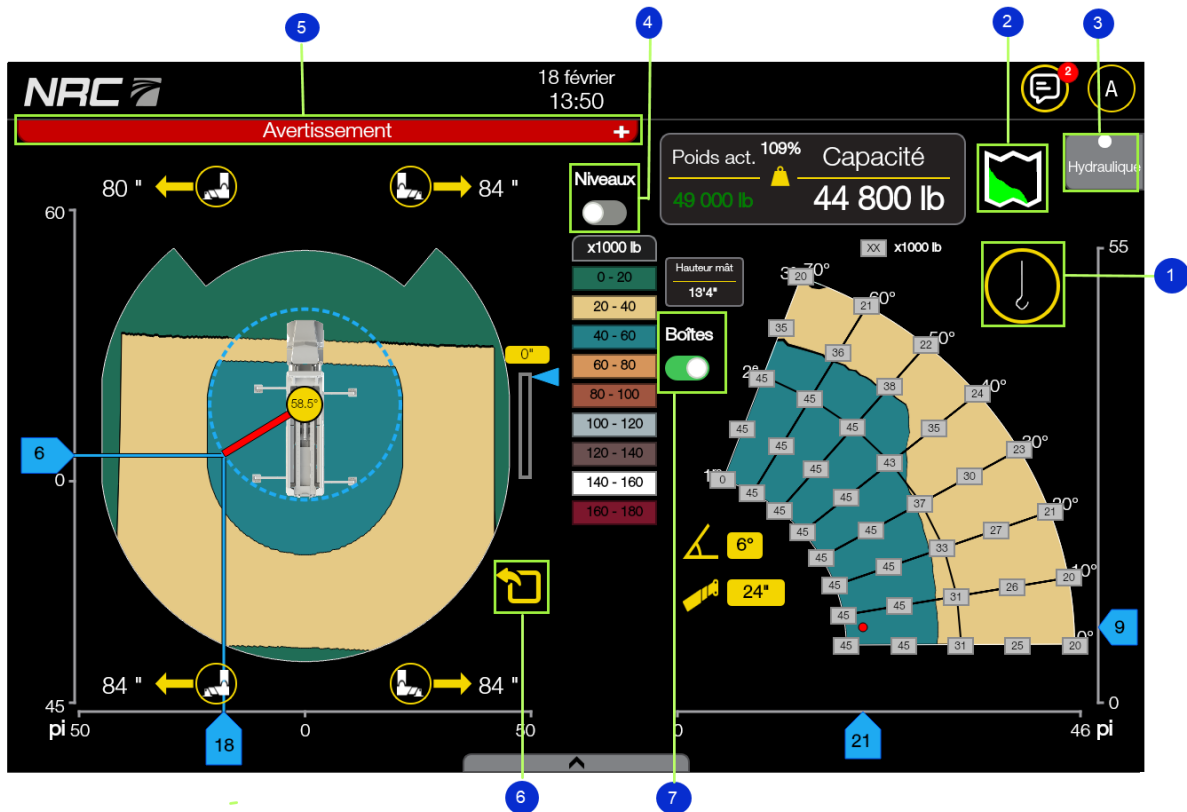 5
4
2
3
NRC
18 février
13:50
2
A
Avertissement +
Poids act. 109% Capacité
49 000 lb 44 800 lb
Hydraulique
80 " 84 "
Niveaux
60
x1000 lb
0 - 20
20 - 40
40 - 60
60 - 80
80 - 100
100 - 120
120 - 140
140 - 160
160 - 180
Hauteur mât
13'4"
Boîtes
XX x1000 lb
55
1
0"
58.5°
6
0
20 70°
21 60°
35
36 50°
22
2 45 38 40°
24
45 35
45 45 43 30°
23
0 45 45 37 30 20°
21
45 45 33 27
45 45 31 26 10°
20
45 45
45 45 31 25 20 0°
6°
24"
9
84 " 84 "
45
pi 50 0 50
18
0 21 46 pi
0
6
7